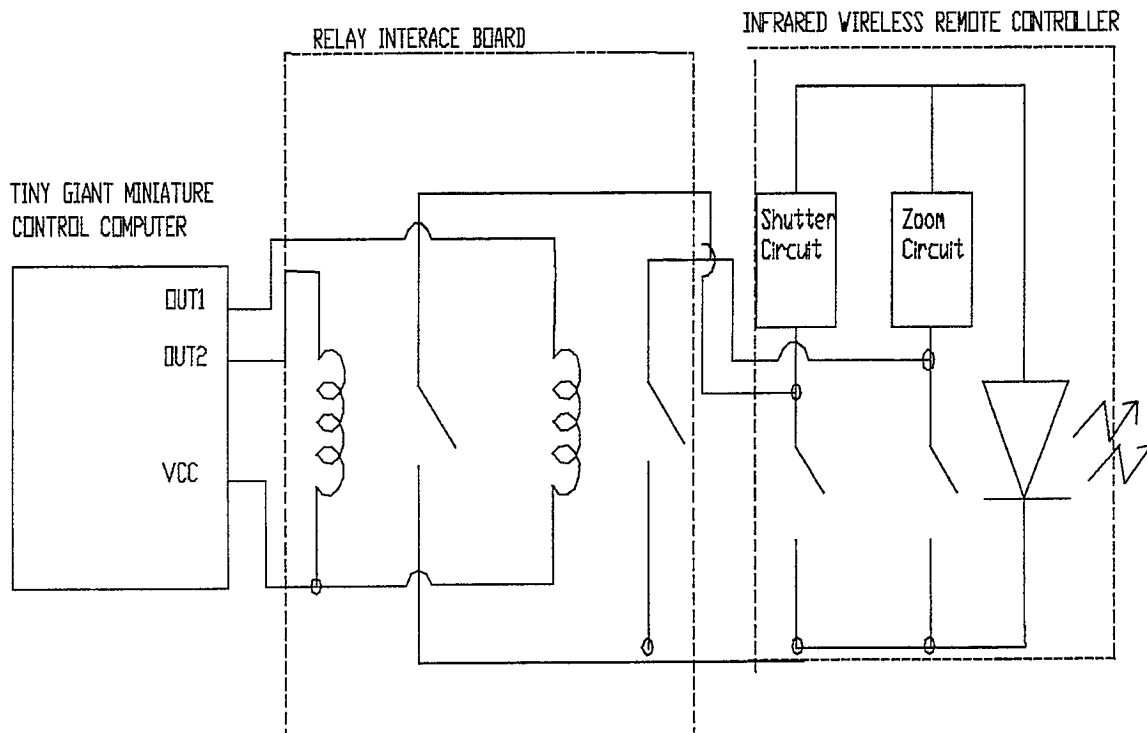 INFRARED WIRELESS REMOTE CONTROLLER
RELAY INTERACE BOARD
TINY GIANT MINIATURE
CONTROL COMPUTER
Shutter
Circuit
Zoom
Circuit
OUT1
OUT2
VCC